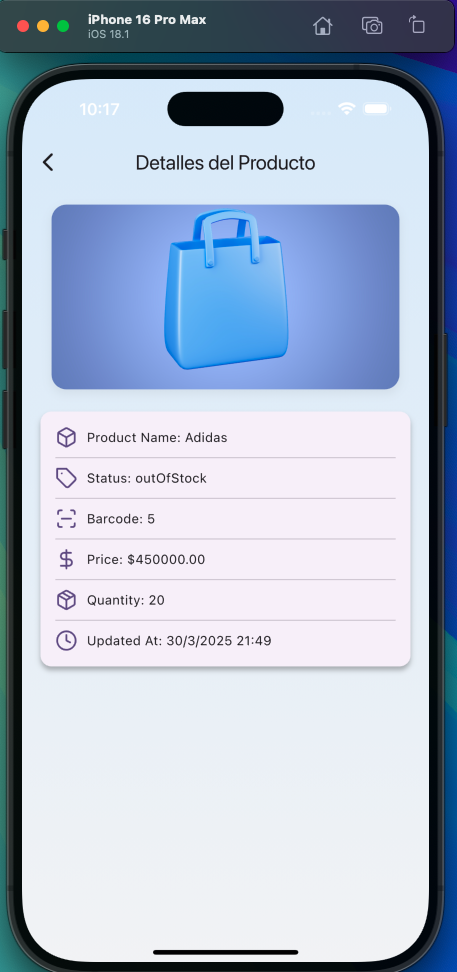 iPhone 16 Pro Max
iOS 18.1
10:17
Detalles del Producto
Product Name: Adidas
Status: outOfStock
Barcode: 5
Price: $450000.00
Quantity: 20
Updated At: 30/3/2025 21:49